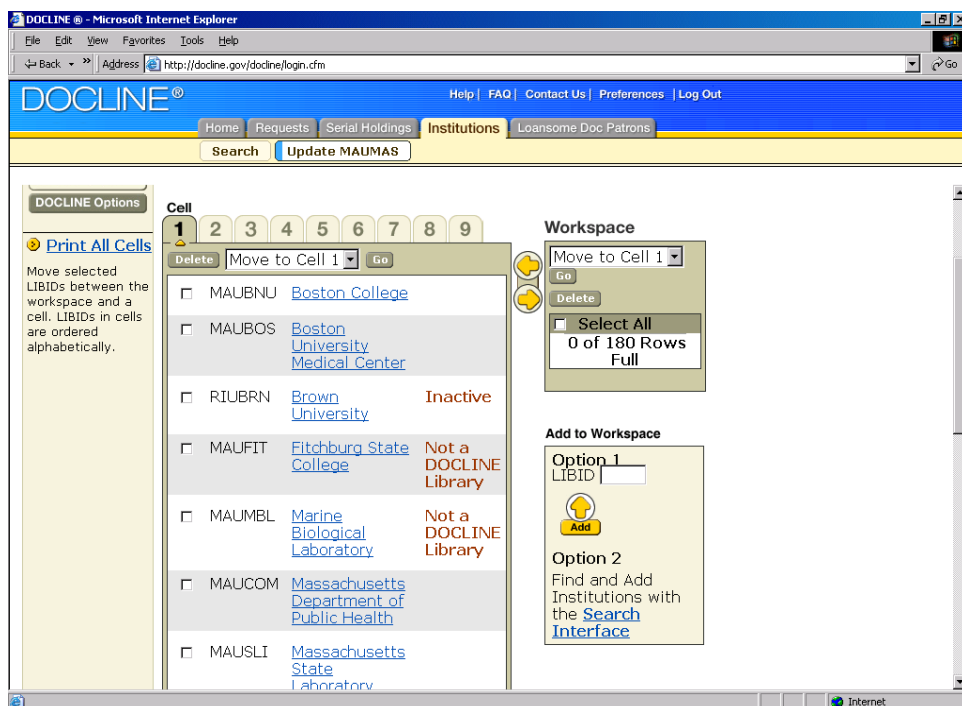 DOCLINE ® - Microsoft Internet Explorer
File Edit View Favorites Tools Help
Back » Address http://docline.gov/docline/login.cfm Go
DOCLINE®
Help | FAQ | Contact Us | Preferences | Log Out
Home Requests Serial Holdings Institutions Loansome Doc Patrons
Search Update MAUMAS
DOCLINE Options
Print All Cells
Move selected
LIBIDs between the
workspace and a
cell. LIBIDs in cells
are ordered
alphabetically.
Cell
1 2 3 4 5 6 7 8 9
Delete Move to Cell 1 Go
MAUBNU Boston College
MAUBOS Boston
University
Medical Center
RIUBRN Brown Inactive
University
MAUFIT Fitchburg State Not a
College DOCLINE
Library
MAUMBL Marine Not a
Biological DOCLINE
Laboratory Library
MAUCOM Massachusetts
Department of
Public Health
MAUSLI Massachusetts
State
Laboratory
Workspace
Move to Cell 1
Go
Delete
Select All
0 of 180 Rows
Full
Add to Workspace
Option 1
LIBID
Add
Option 2
Find and Add
Institutions with
the Search
Interface
Internet